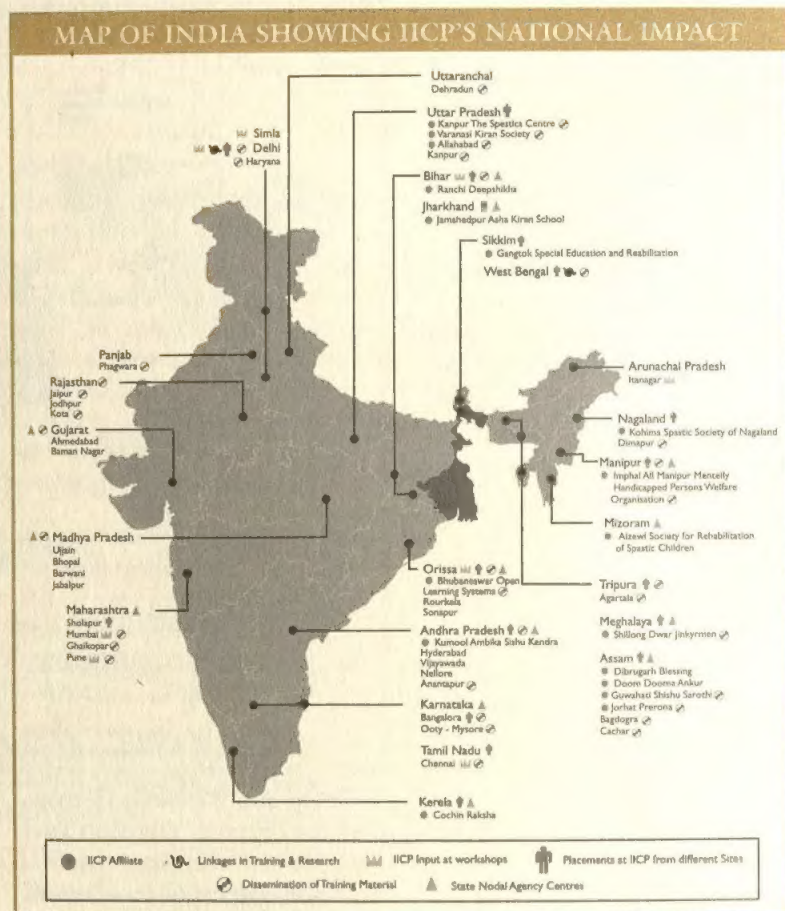 MAP OF INDIA SHOWING IICP'S NATIONAL IMPACT
Uttaranchal
Dehradun
Uttar Pradesh
Kanpur The Spastics Centre
Varanasi Kiran Society
Allahabad
Kanpur
Simla
Delhi
Haryana
Bihar
Ranchi Deepshikha
Jharkhand
Jamshedpur Asha Kiran School
Sikkim
Gangtok Special Education and Reabilitation
West Bengal
Panjab
Phagwara
Rajasthan
Jaipur
Jodhpur
Kota
Gujarat
Ahmedabad
Baman Nagar
Madhya Pradesh
Ujjain
Bhopal
Barwani
Jabalpur
Maharashtra
Sholapur
Mumbai
Ghaikopar
Pune
Arunachal Pradesh
Itanagar
Nagaland
Kohima Spastic Society of Nagaland
Dimapur
Manipur
Imphal All Manipur Mentally
Handicapped Persons Welfare
Organisation
Mizoram
Aizewl Society for Rehabilitation
of Spastic Children
Tripura
Agartala
Meghalaya
Shillong Dwar Jinkyrmen
Assam
Dibrugarh Blessing
Doom Dooma Ankur
Guwahati Shishu Sarothi
Jorhat Prerona
Bagdogra
Cachar
Orissa
Bhubaneswar Open
Learning Systems
Rourkela
Sonapur
Andhra Pradesh
Kurnool Ambika Sishu Kendra
Hyderabad
Vijayawada
Nellore
Anantapur
Karnataka
Bangalora
Ooty - Mysore
Tamil Nadu
Chennai
Kerela
Cochin Raksha
IICP Affiliate Linkages in Training & Research IICP Input at workshops Placements at IICP from different Sites
Dissemination of Training Material State Nodal Agency Centres